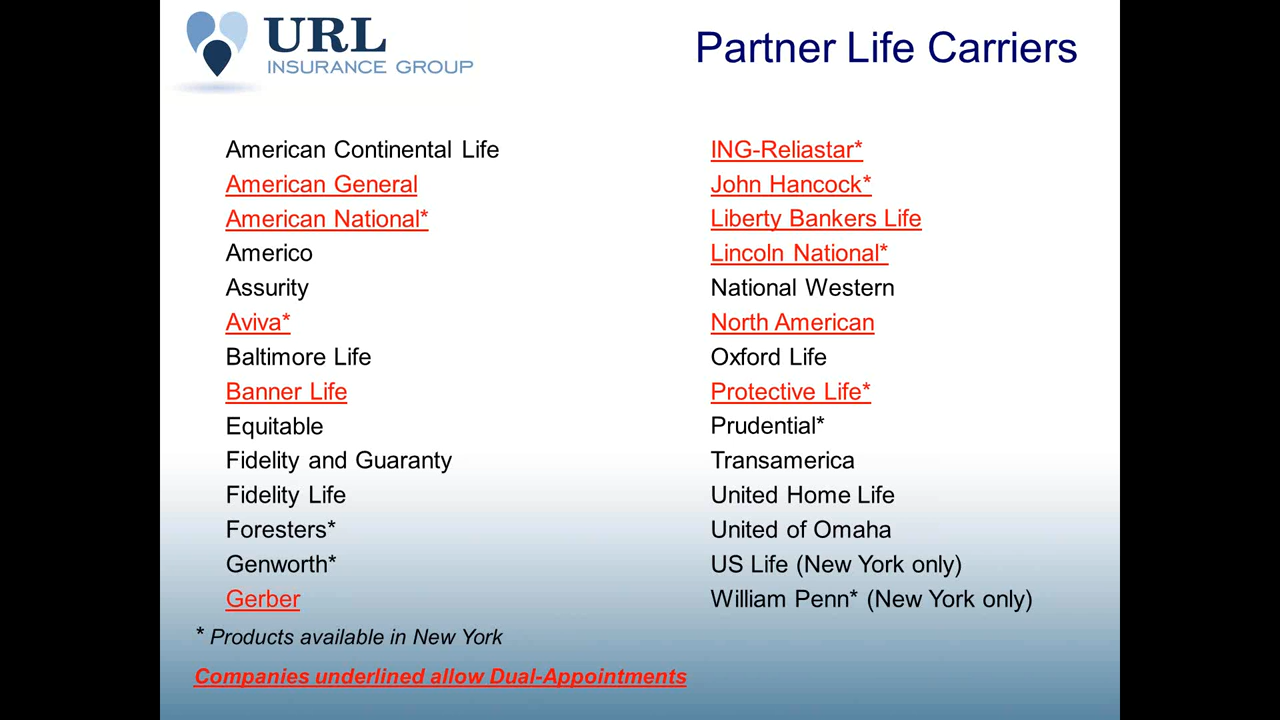 URL
INSURANCE GROUP
Partner Life Carriers
American Continental Life
American General
American National*
Americo
Assurity
Aviva*
Baltimore Life
Banner Life
Equitable
Fidelity and Guaranty
Fidelity Life
Foresters*
Genworth*
Gerber
ING-Reliastar*
John Hancock*
Liberty Bankers Life
Lincoln National*
National Western
North American
Oxford Life
Protective Life*
Prudential*
Transamerica
United Home Life
United of Omaha
US Life (New York only)
William Penn* (New York only)
* Products available in New York
Companies underlined allow Dual-Appointments